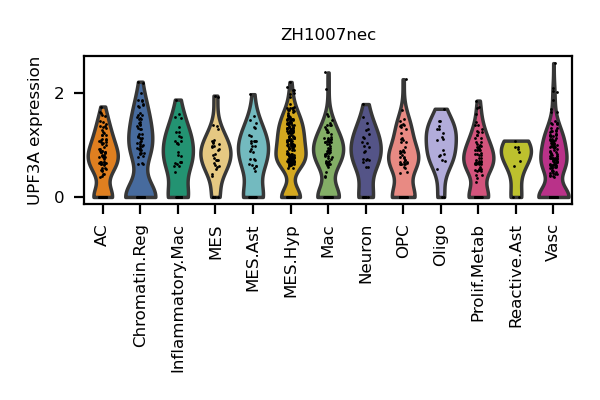 ZH1007nec
UPF3A expression
2
0
AC
Chromatin.Reg
Inflammatory.Mac
MES
MES.Ast
MES.Hyp
Mac
Neuron
OPC
Oligo
Prolif.Metab
Reactive.Ast
Vasc